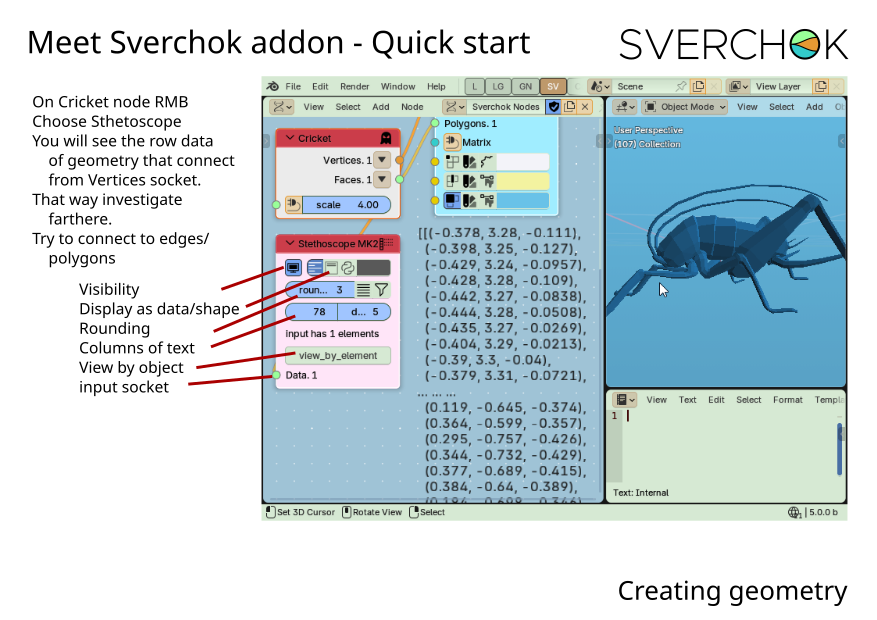 Meet Sverchok addon - Quick start
SVERCHOK
On Cricket node RMB
Choose Sthetoscope
You will see the row data
of geometry that connect
from Vertices socket.
That way investigate
farthere.
Try to connect to edges/
polygons
Visibility
Display as data/shape
Rounding
Columns of text
View by object
input socket
File Edit Render Window Help
L LG GN SV
Scene
View Layer
View Select Add Node
Sverchok Nodes
Object Mode
View Select Add
Cricket
Vertices. 1
Faces. 1
scale 4.00
Polygons. 1
Matrix
Stethoscope MK2
roun... 3
78 d... 5
Input has 1 elements
view_by_element
Data. 1
[[(-0.378, 3.28, -0.111),
(-0.398, 3.25, -0.127),
(-0.429, 3.24, -0.0957),
(-0.428, 3.28, -0.109),
(-0.442, 3.27, -0.0838),
(-0.444, 3.28, -0.0508),
(-0.435, 3.27, -0.0269),
(-0.404, 3.29, -0.0213),
(-0.39, 3.3, -0.04),
(-0.379, 3.31, -0.0721),
... ... ...
(0.119, -0.645, -0.374),
(0.364, -0.599, -0.357),
(0.295, -0.757, -0.426),
(0.344, -0.732, -0.429),
(0.377, -0.689, -0.415),
(0.384, -0.64, -0.389),
User Perspective
(107) Collection
View Text Edit Select Format Templa
1
Text: Internal
Set 3D Cursor Rotate View Select
5.0.0 b
Creating geometry